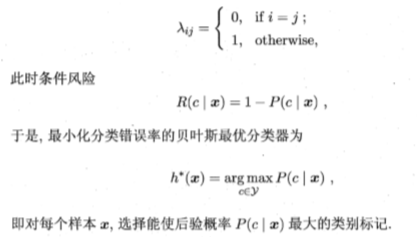 λij = { 0, if i = j ;
1, otherwise,
此时条件风险
R(c | x) = 1 − P(c | x) ,
于是, 最小化分类错误率的贝叶斯最优分类器为
h*(x) = arg max P(c | x) ,
c∈Y
即对每个样本 x, 选择能使后验概率 P(c | x) 最大的类别标记.